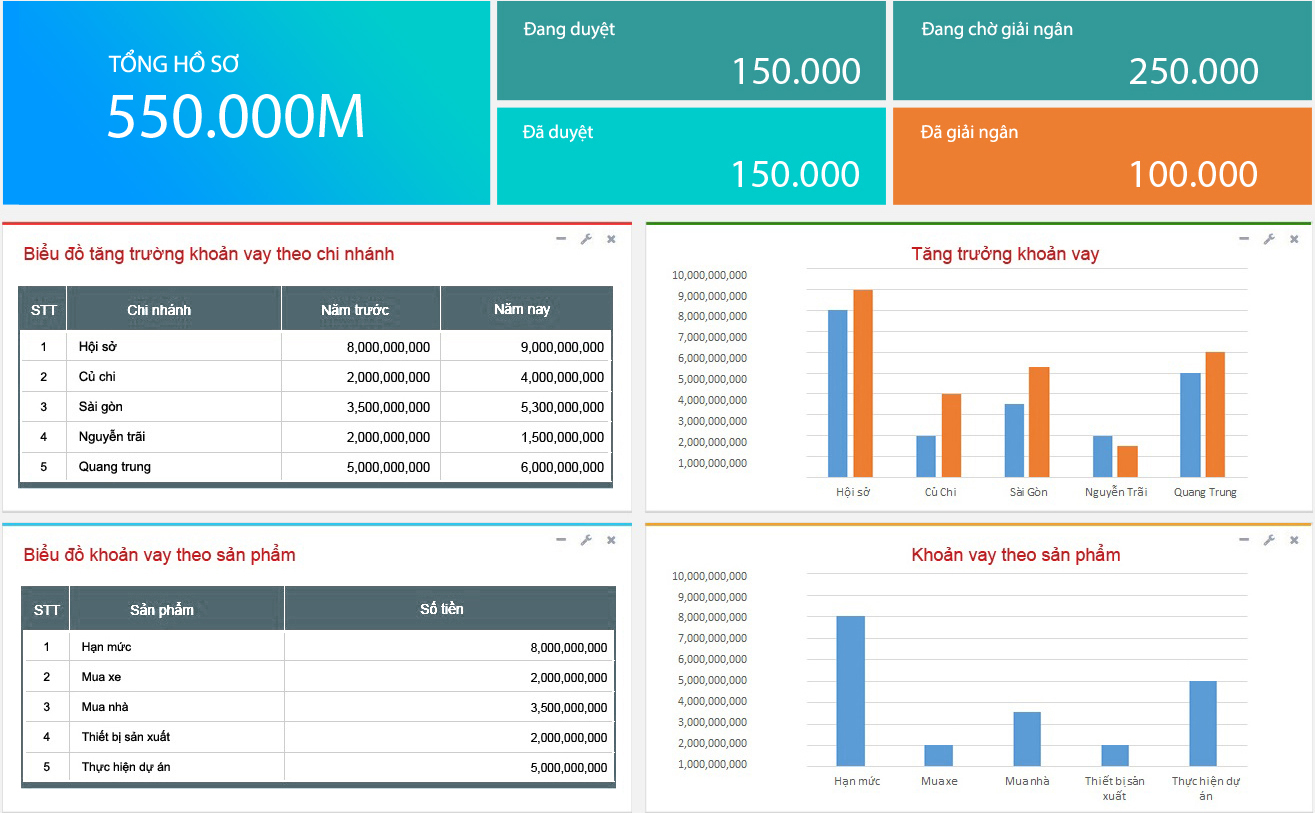 TỔNG HỒ SƠ
550.000M
Đang duyệt
150.000
Đang chờ giải ngân
250.000
Đã duyệt
150.000
Đã giải ngân
100.000
Biểu đồ tăng trường khoản vay theo chi nhánh
STT Chi nhánh Năm trước Năm nay
1 Hội sở 8,000,000,000 9,000,000,000
2 Củ chi 2,000,000,000 4,000,000,000
3 Sài gòn 3,500,000,000 5,300,000,000
4 Nguyễn trãi 2,000,000,000 1,500,000,000
5 Quang trung 5,000,000,000 6,000,000,000
Tăng trưởng khoản vay
10,000,000,000
9,000,000,000
8,000,000,000
7,000,000,000
6,000,000,000
5,000,000,000
4,000,000,000
3,000,000,000
2,000,000,000
1,000,000,000
Hội sở Củ Chi Sài Gòn Nguyễn Trãi Quang Trung
Biểu đồ khoản vay theo sản phẩm
STT Sản phẩm Số tiền
1 Hạn mức 8,000,000,000
2 Mua xe 2,000,000,000
3 Mua nhà 3,500,000,000
4 Thiết bị sản xuất 2,000,000,000
5 Thực hiện dự án 5,000,000,000
Khoản vay theo sản phẩm
10,000,000,000
9,000,000,000
8,000,000,000
7,000,000,000
6,000,000,000
5,000,000,000
4,000,000,000
3,000,000,000
2,000,000,000
1,000,000,000
Hạn mức Mua xe Mua nhà Thiết bị sản Thực hiện dự
xuất án